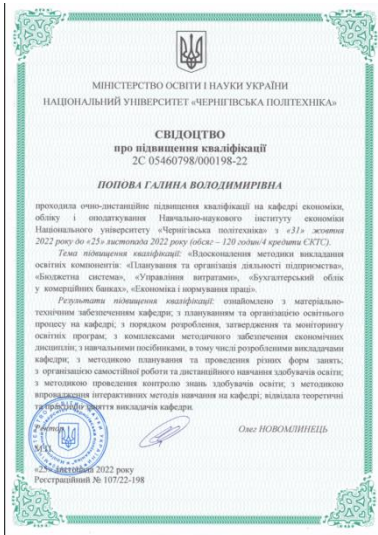 МІНІСТЕРСТВО ОСВІТИ І НАУКИ УКРАЇНИ
НАЦІОНАЛЬНИЙ УНІВЕРСИТЕТ «ЧЕРНІГІВСЬКА ПОЛІТЕХНІКА»
СВІДОЦТВО
про підвищення кваліфікації
2С 05460798/000198-22
ПОПОВА ГАЛИНА ВОЛОДИМИРІВНА
проходила очно-дистанційне підвищення кваліфікації на кафедрі економіки,
обліку і оподаткування Навчально-наукового інституту економіки
Національного університету «Чернігівська політехніка» з «31» жовтня
2022 року до «25» листопада 2022 року (обсяг – 120 годин/4 кредити ЄКТС).
Тема підвищення кваліфікації: «Вдосконалення методики викладання
освітніх компонентів: «Планування та організація діяльності підприємства»,
«Бюджетна система», «Управління витратами», «Бухгалтерський облік
у комерційних банках», «Економіка і нормування праці».
Результати підвищення кваліфікації: ознайомлено з матеріально-
технічним забезпеченням кафедри; з плануванням та організацією освітнього
процесу на кафедрі; з порядком розроблення, затвердження та моніторингу
освітніх програм; з комплексами методичного забезпечення економічних
дисциплін; з навчальними посібниками, в тому числі розробленими викладачами
кафедри; з методикою планування та проведення різних форм занять;
з організацією самостійної роботи та дистанційного навчання здобувачів освіти;
з методикою проведення контролю знань здобувачів освіти; з методикою
впровадження інтерактивних методів навчання на кафедрі; відвідала теоретичні
та практичні заняття викладачів кафедри.
Ректор Олег НОВОМЛИНЕЦЬ
М.П.
«25» листопада 2022 року
Реєстраційний № 107/22-198